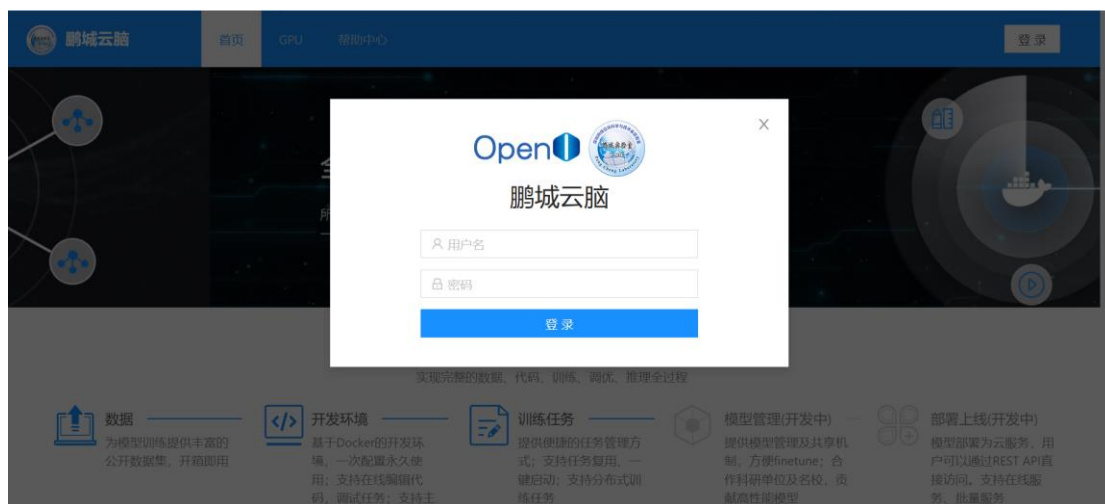 鹏城云脑
首页
GPU
帮助中心
登 录
OpenI
鹏城云脑
用户名
密码
登 录
实现完整的数据、代码、训练、调优、推理全过程
数据
为模型训练提供丰富的
公开数据集，开箱即用
开发环境
基于Docker的开发环
境，一次配置永久使
用；支持在线编辑代
码，调试任务；支持主
训练任务
提供便捷的任务管理方
式；支持任务复用，一
键启动；支持分布式训
练任务
模型管理(开发中)
提供模型管理及共享机
制，方便finetune；合
作科研单位及名校，贡
献高性能模型
部署上线(开发中)
模型部署为云服务，用
户可以通过REST API直
接访问。支持在线服
务、批量服务